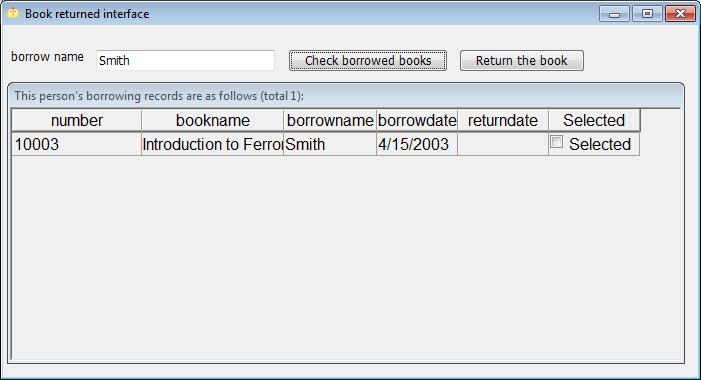 Book returned interface
borrow name Smith Check borrowed books Return the book
This person's borrowing records are as follows (total 1):
number bookname borrowname borrowdate returndate Selected
10003 Introduction to Ferror Smith 4/15/2003 Selected